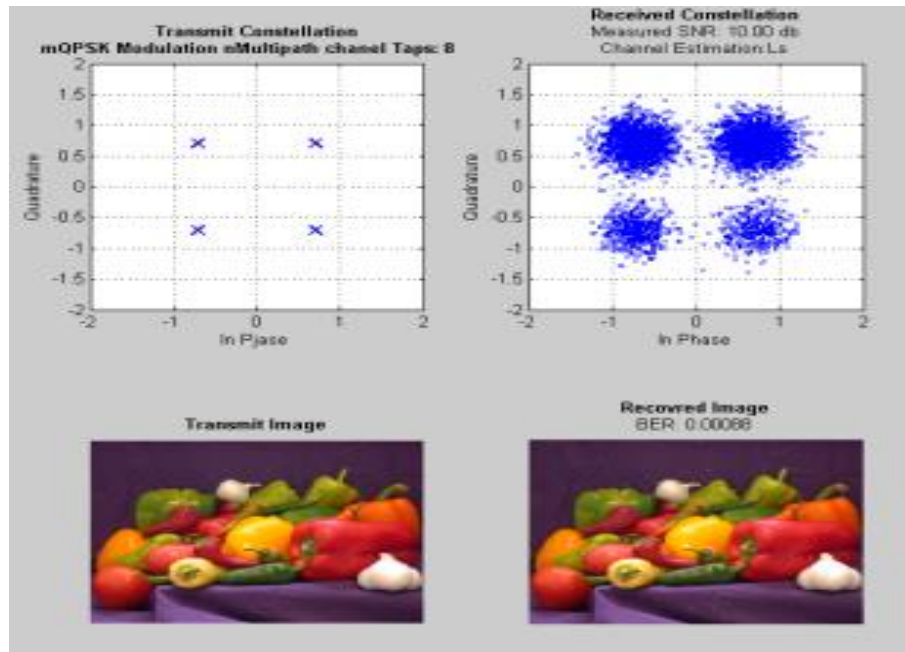 Transmit Constellation
mQPSK Modulation nMultipath chanel Taps: 8
2
1.5
1
0.5
0
-0.5
-1
-1.5
-2
Quadrature
-2 -1 0 1 2
In Pjase
Received Constellation
Measured SNR: 10.00 db
Channel Estimation:Ls
2
1.5
1
0.5
0
-0.5
-1
-1.5
-2
Quadrature
-2 -1 0 1 2
In Phase
Transmit Image
Recovred Image
BER: 0.00088